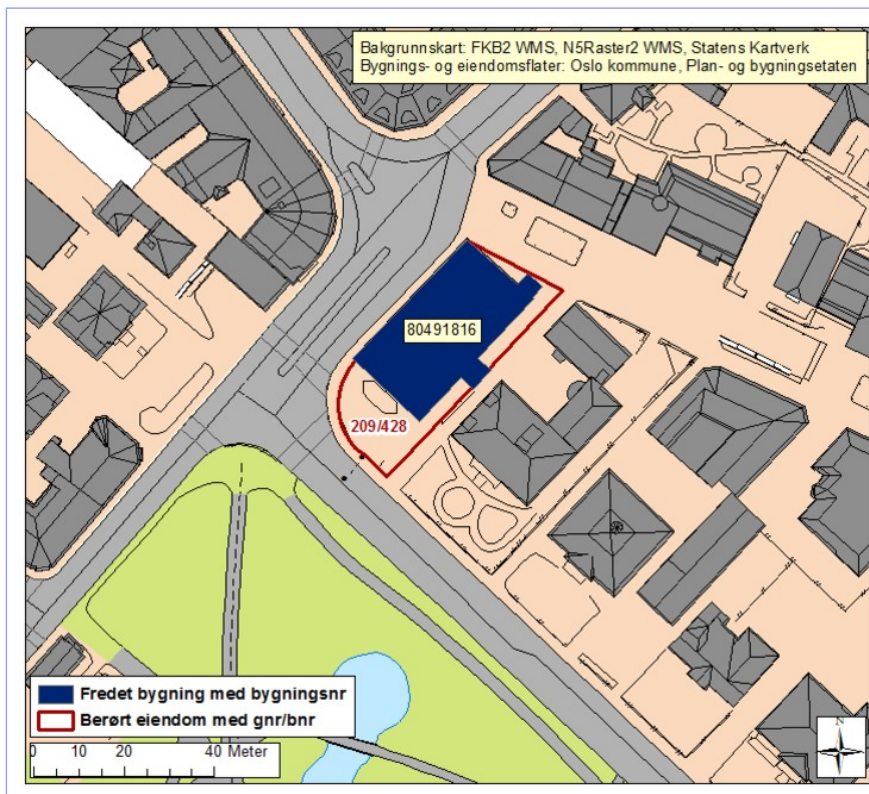 Bakgrunnskart: FKB2 WMS, N5Raster2 WMS, Statens Kartverk
Bygnings- og eiendomsflater: Oslo kommune, Plan- og bygningsetaten
80491816
209/428
Fredet bygning med bygningsnr
Berørt eiendom med gnr/bnr
0 10 20 40 Meter
N